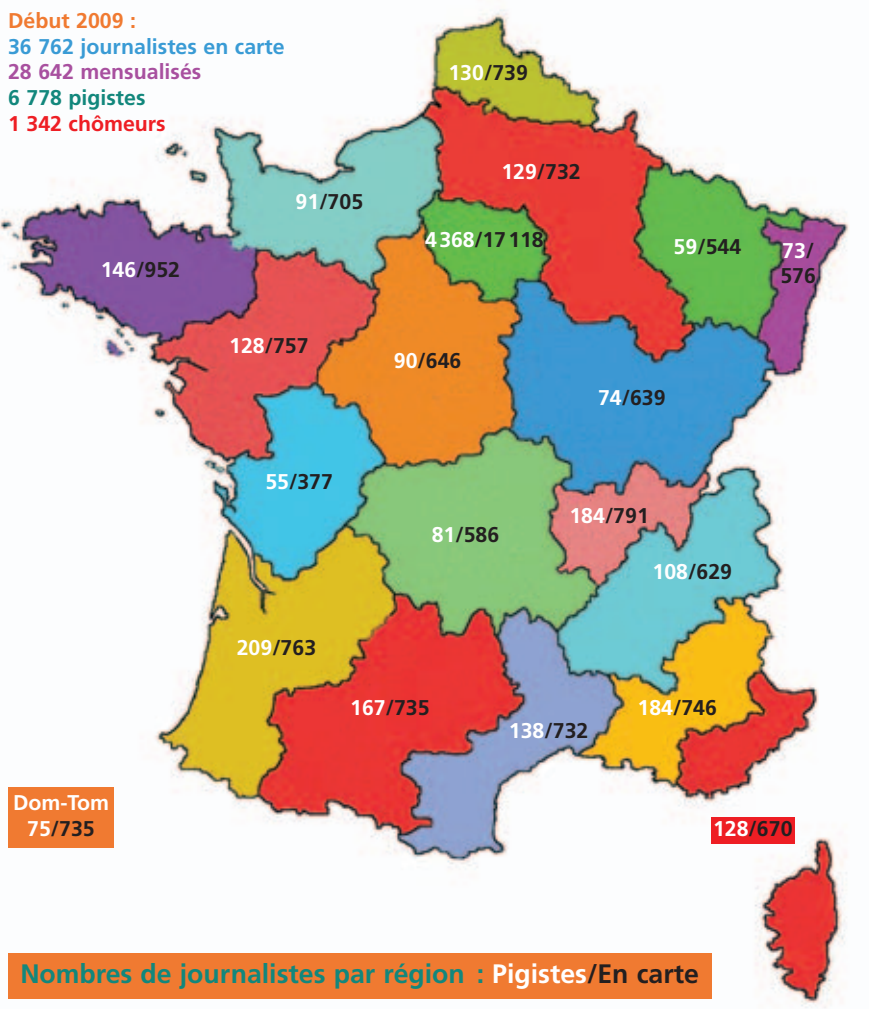 Début 2009 :
36 762 journalistes en carte
28 642 mensualisés
6 778 pigistes
1 342 chômeurs
130/739
129/732
91/705
4 368/17 118
59/544
73/
576
146/952
128/757
90/646
74/639
55/377
184/791
81/586
108/629
209/763
167/735
184/746
138/732
Dom-Tom
75/735
128/670
Nombres de journalistes par région : Pigistes/En carte